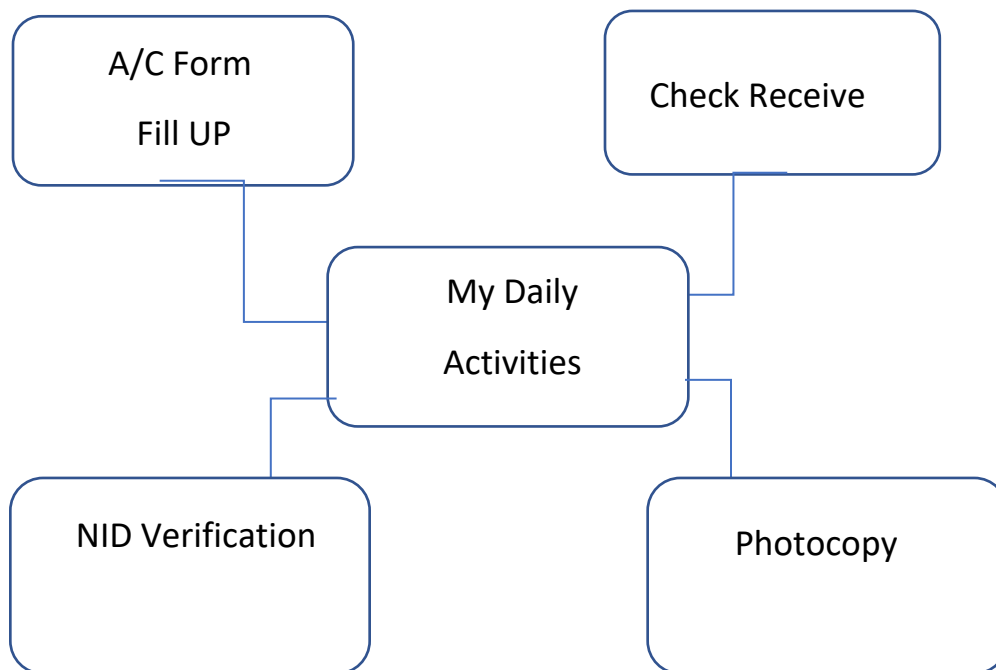 A/C Form
Fill UP
Check Receive
My Daily
Activities
NID Verification
Photocopy